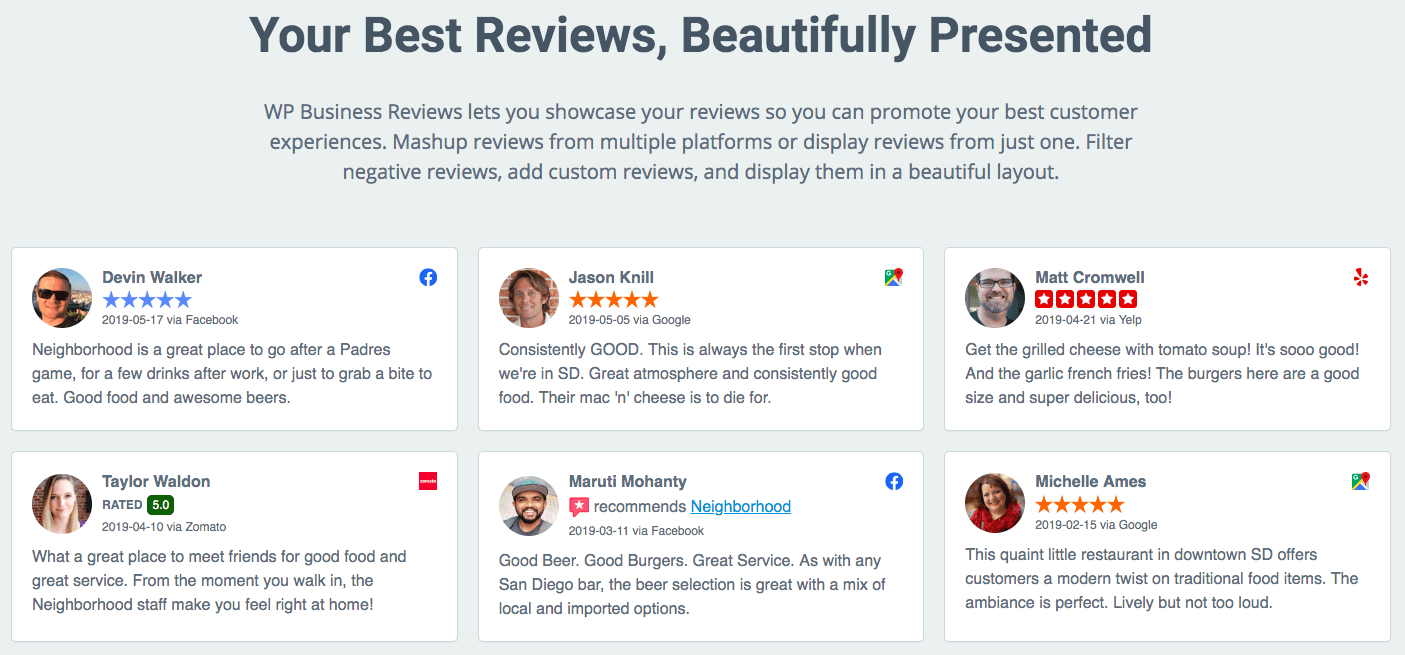 Your Best Reviews, Beautifully Presented
WP Business Reviews lets you showcase your reviews so you can promote your best customer
experiences. Mashup reviews from multiple platforms or display reviews from just one. Filter
negative reviews, add custom reviews, and display them in a beautiful layout.
Devin Walker
2019-05-17 via Facebook
Neighborhood is a great place to go after a Padres
game, for a few drinks after work, or just to grab a bite to
eat. Good food and awesome beers.
Jason Knill
2019-05-05 via Google
Consistently GOOD. This is always the first stop when
we're in SD. Great atmosphere and consistently good
food. Their mac 'n' cheese is to die for.
Matt Cromwell
2019-04-21 via Yelp
Get the grilled cheese with tomato soup! It's sooo good!
And the garlic french fries! The burgers here are a good
size and super delicious, too!
Taylor Waldon
zomato
RATED 5.0
2019-04-10 via Zomato
What a great place to meet friends for good food and
great service. From the moment you walk in, the
Neighborhood staff make you feel right at home!
Maruti Mohanty
recommends Neighborhood
2019-03-11 via Facebook
Good Beer. Good Burgers. Great Service. As with any
San Diego bar, the beer selection is great with a mix of
local and imported options.
Michelle Ames
2019-02-15 via Google
This quaint little restaurant in downtown SD offers
customers a modern twist on traditional food items. The
ambiance is perfect. Lively but not too loud.